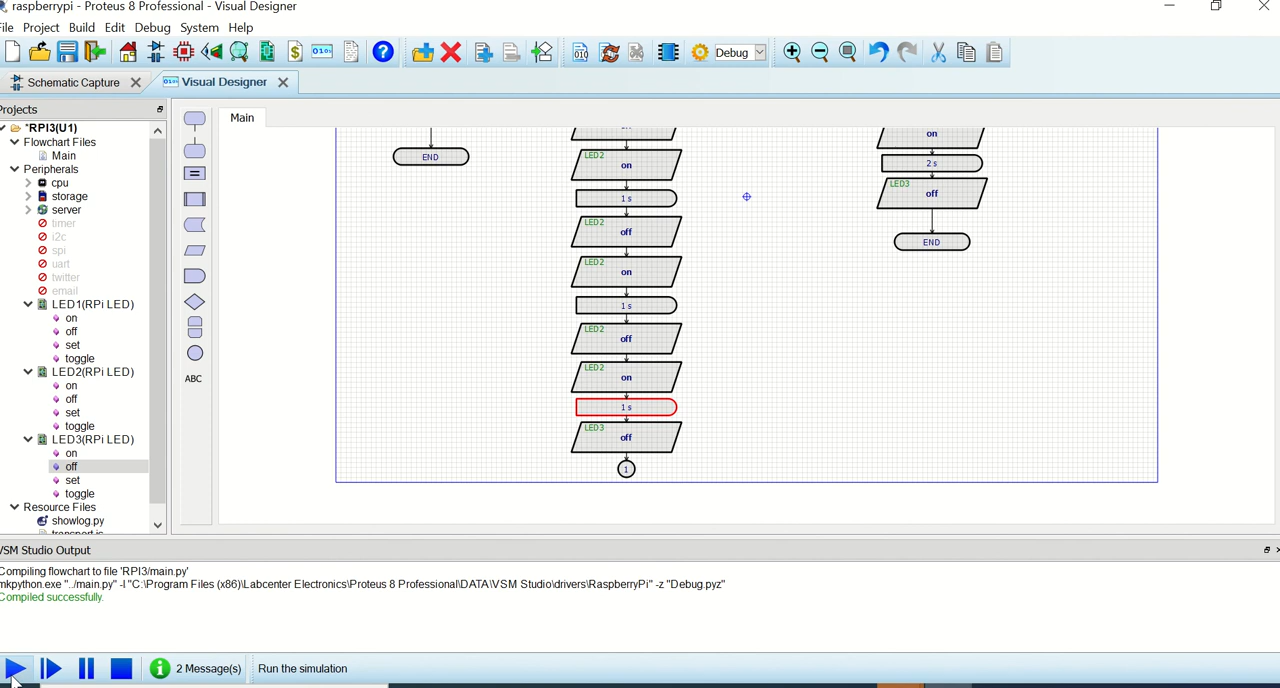 raspberrypi - Proteus 8 Professional - Visual Designer
File Project Build Edit Debug System Help
Debug
Schematic Capture Visual Designer
Projects Main
*RPI3(U1)
Flowchart Files
Main
Peripherals
cpu
storage
server
timer
i2c
spi
uart
twitter
email
LED1(RPi LED)
on
off
set
toggle
LED2(RPi LED)
on
off
set
toggle
LED3(RPi LED)
on
off
set
toggle
Resource Files
showlog.py
ABC
END
LED2
on
1 s
LED2
off
LED2
on
1 s
LED2
off
LED2
on
1 s
LED3
off
1
on
2 s
LED3
off
END
VSM Studio Output
Compiling flowchart to file 'RPI3/main.py'
mkpython.exe "../main.py" -I "C:\Program Files (x86)\Labcenter Electronics\Proteus 8 Professional\DATA\VSM Studio\drivers\RaspberryPi" -z "Debug.pyz"
Compiled successfully.
2 Message(s) Run the simulation